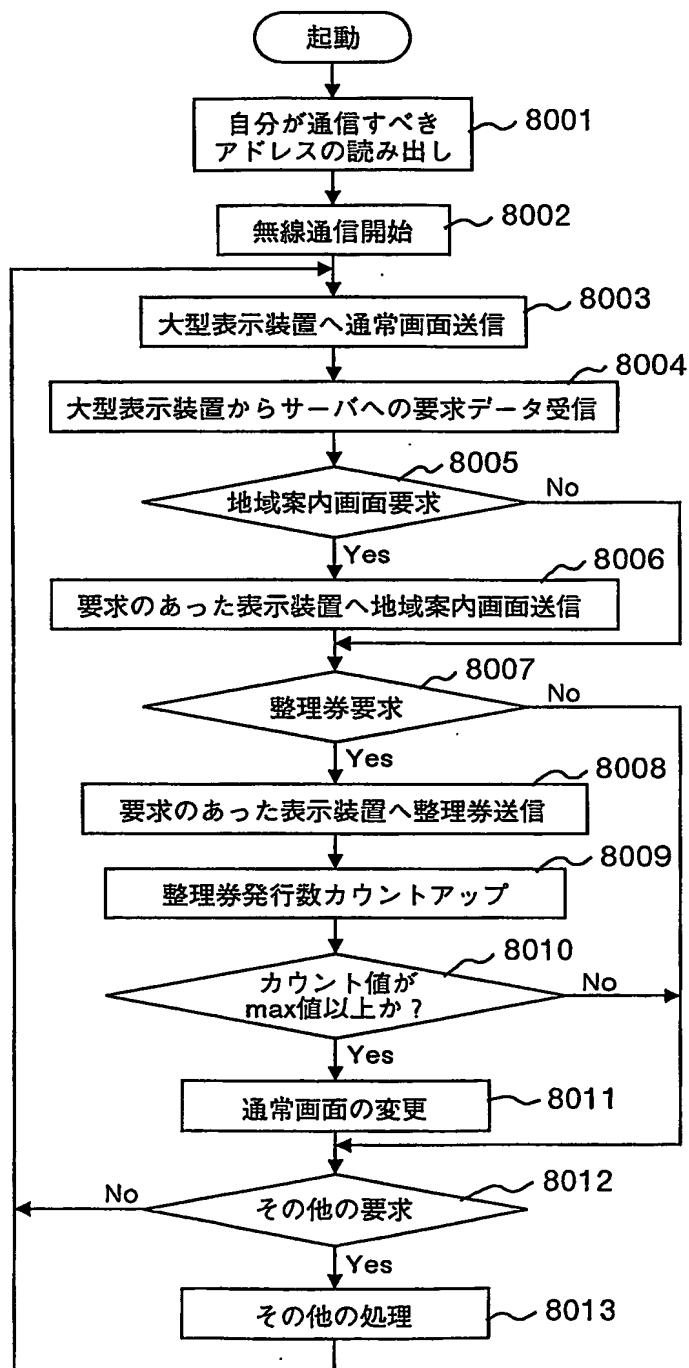 起動
自分が通信すべき
アドレスの読み出し
8001
無線通信開始
8002
大型表示装置へ通常画面送信
8003
大型表示装置からサーバへの要求データ受信
8004
地域案内画面要求
8005
No
Yes
要求のあった表示装置へ地域案内画面送信
8006
整理券要求
8007
No
Yes
要求のあった表示装置へ整理券送信
8008
整理券発行数カウントアップ
8009
カウント値が
max値以上か?
8010
No
Yes
通常画面の変更
8011
その他の要求
8012
No
Yes
その他の処理
8013